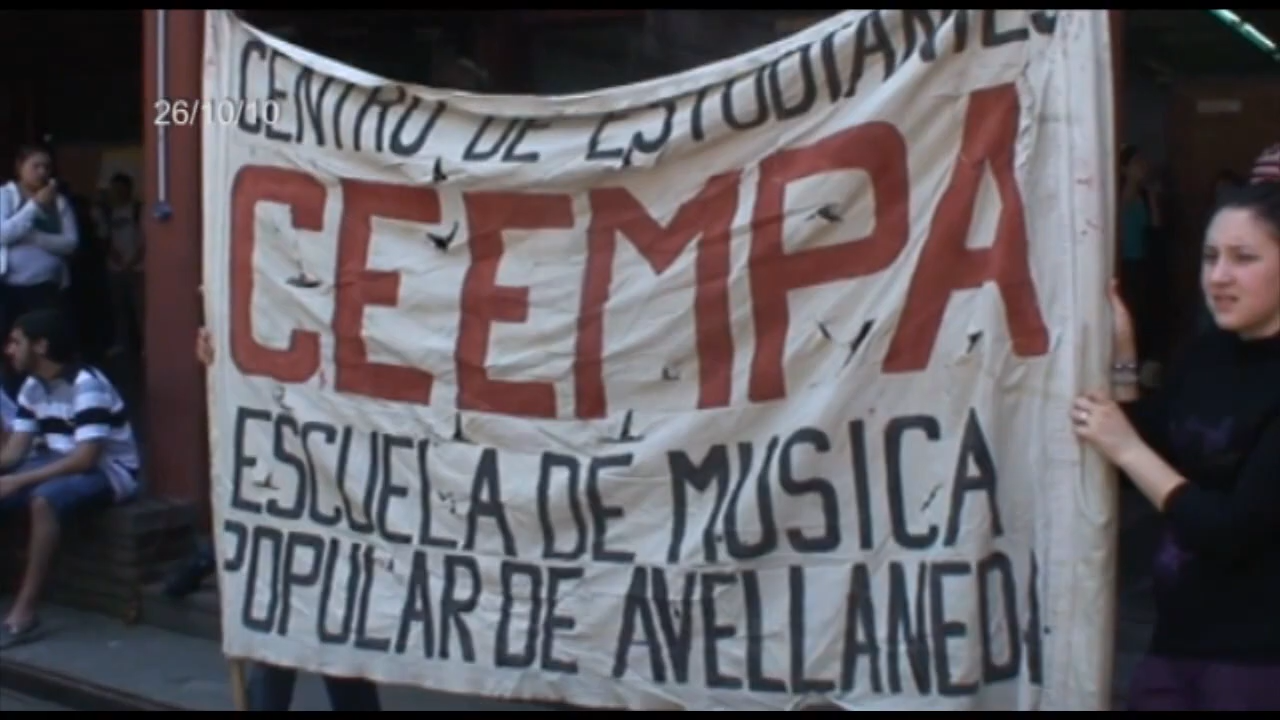 CENTRO DE ESTUDIANTES
26/10/10
CEEMPA
ESCUELA DE MUSICA
POPULAR DE AVELLANEDA